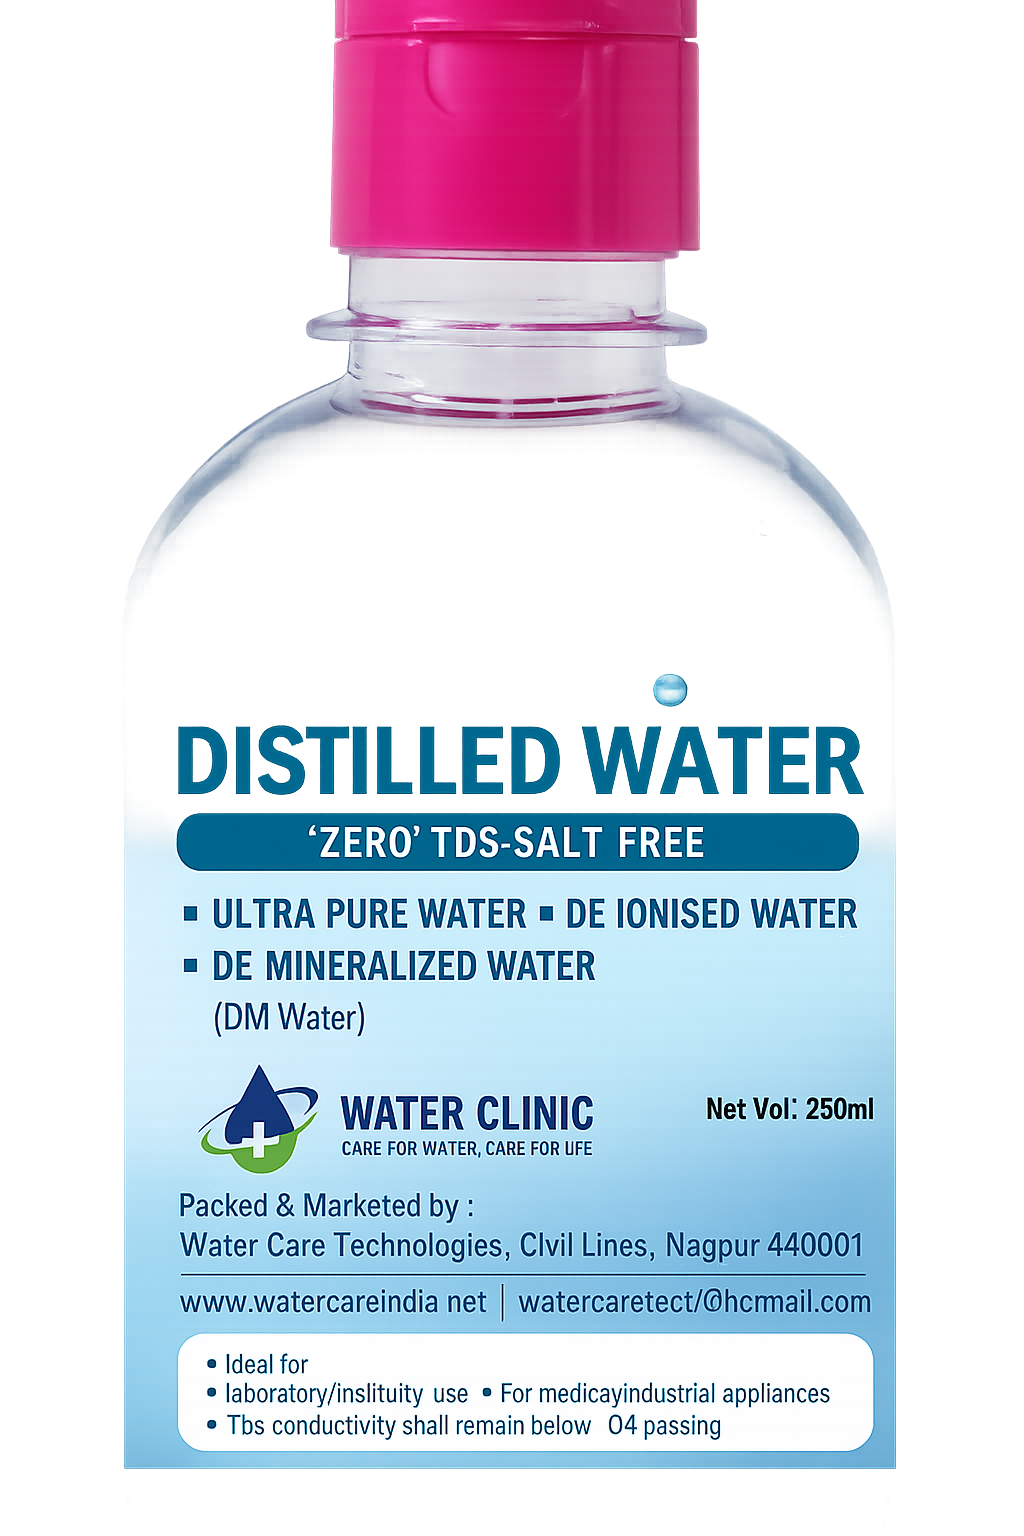 DISTILLED WATER
‘ZERO’ TDS-SALT FREE
▪ ULTRA PURE WATER ▪ DE IONISED WATER
▪ DE MINERALIZED WATER
(DM Water)
WATER CLINIC
CARE FOR WATER, CARE FOR LIFE
Net Vol: 250ml
Packed & Marketed by :
Water Care Technologies, CIvil Lines, Nagpur 440001
www.watercareindia net | watercaretect/@hcmail.com
• Ideal for
• laboratory/inslituity use • For medicayindustrial appliances
• Tbs conductivity shall remain below O4 passing